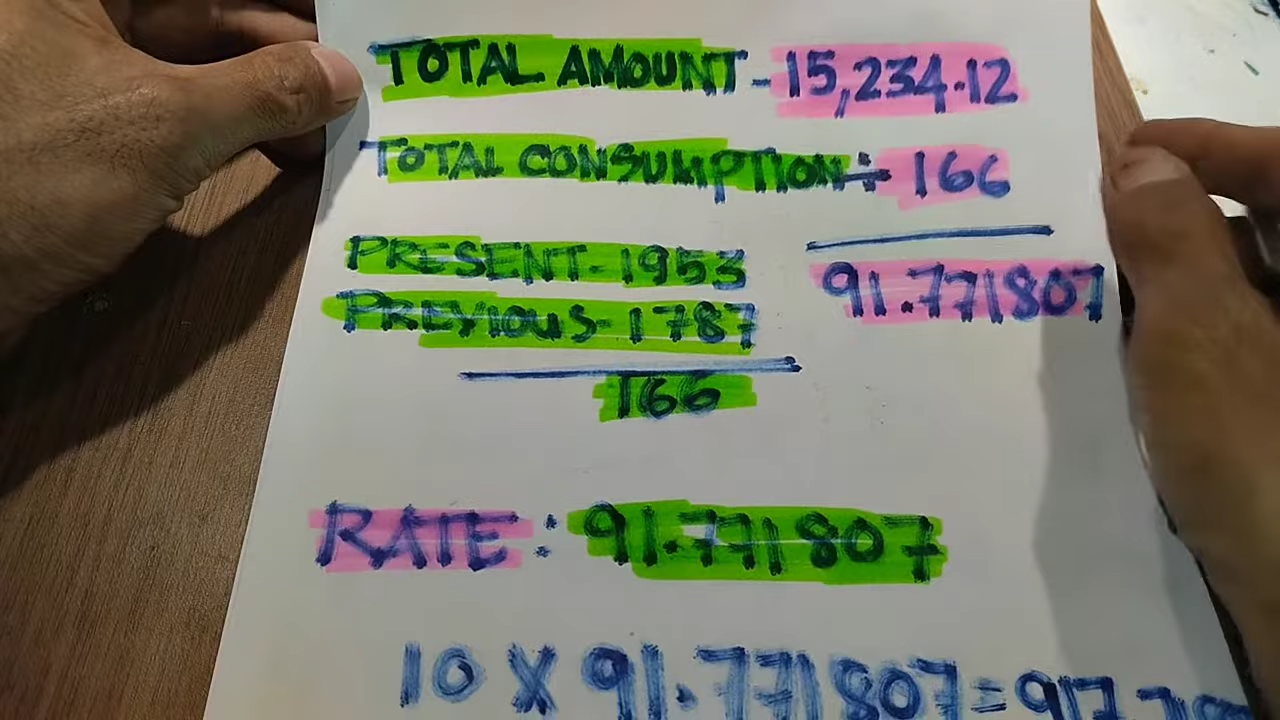 TOTAL AMOUNT - 15,234.12
TOTAL CONSUMPTION ÷ 166
91.771807
PRESENT - 1953
PREVIOUS - 1787
166
RATE : 91.771807
10 X 91.771807 =